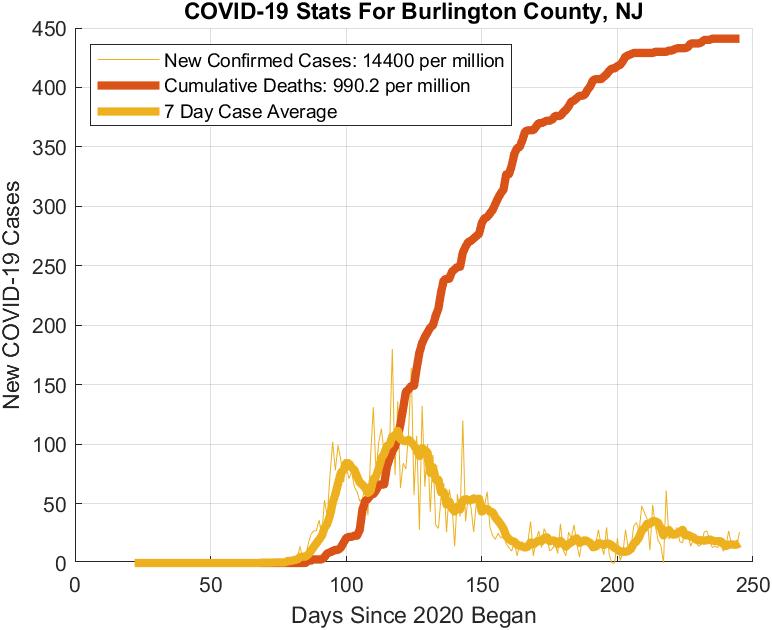 COVID-19 Stats For Burlington County, NJ
New Confirmed Cases: 14400 per million
Cumulative Deaths: 990.2 per million
7 Day Case Average
New COVID-19 Cases
450
400
350
300
250
200
150
100
50
0
0 50 100 150 200 250
Days Since 2020 Began